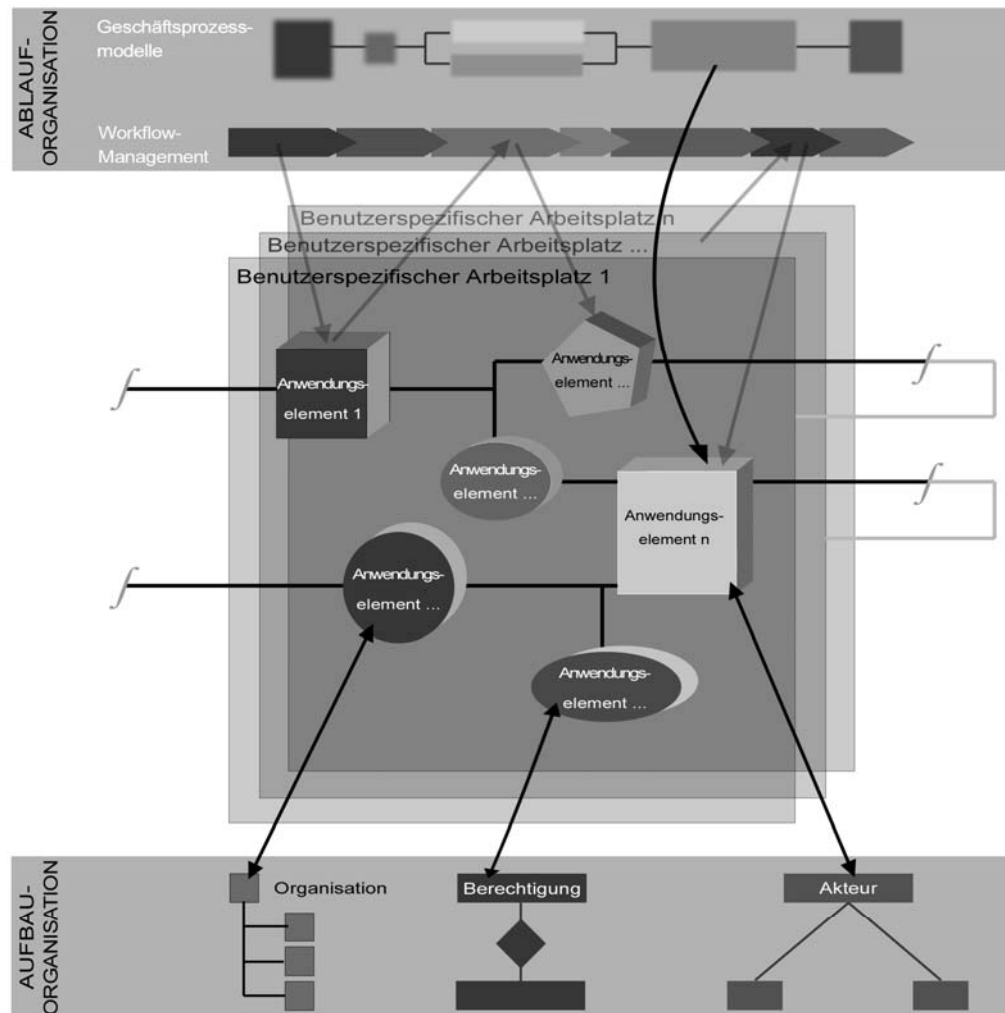 ABLAUF-
ORGANISATION
Geschäftsprozess-
modelle
Workflow-
Management
Benutzerspezifischer Arbeitsplatz n
Benutzerspezifischer Arbeitsplatz ...
Benutzerspezifischer Arbeitsplatz 1
Anwendungs-
element 1
Anwendungs-
element ...
Anwendungs-
element ...
Anwendungs-
element n
Anwendungs-
element ...
Anwendungs-
element ...
AUFBAU-
ORGANISATION
Organisation
Berechtigung
Akteur